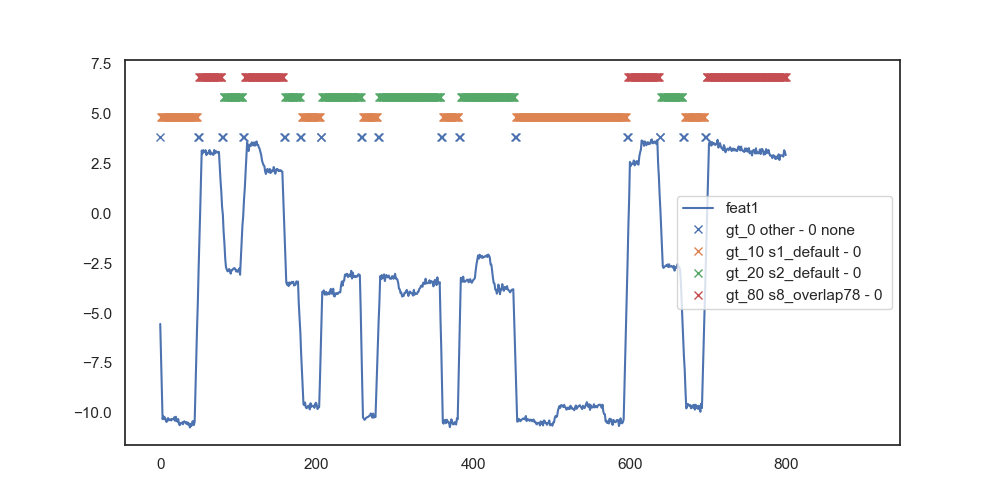 7.5
5.0
2.5
0.0
−2.5
−5.0
−7.5
−10.0
0
200
400
600
800
feat1
gt_0 other - 0 none
gt_10 s1_default - 0
gt_20 s2_default - 0
gt_80 s8_overlap78 - 0